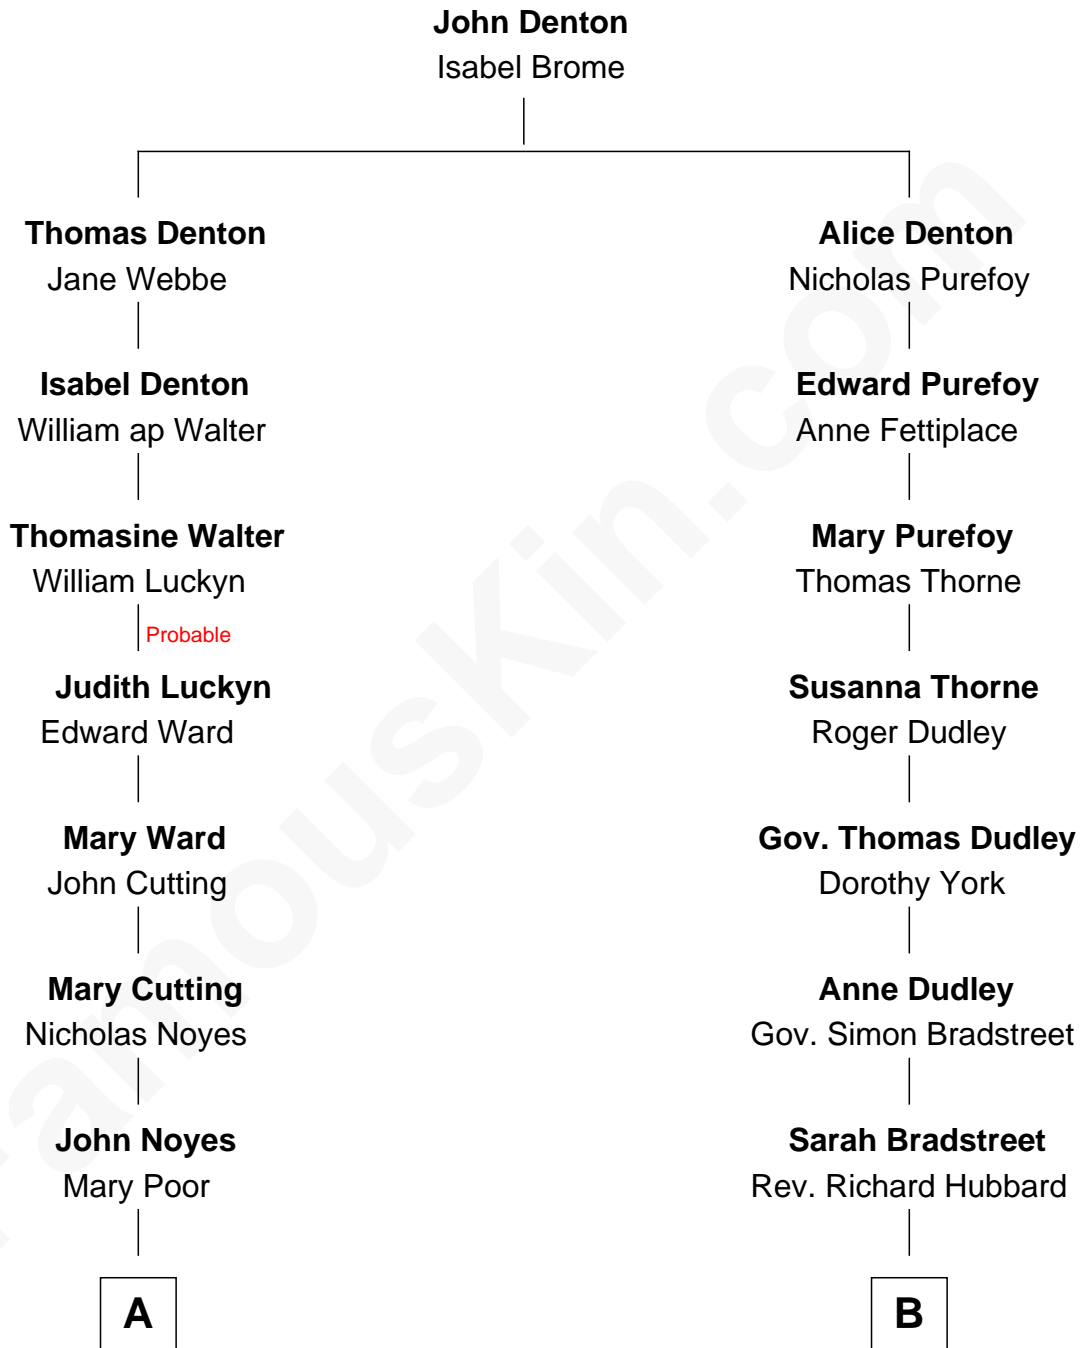 John Denton
Isabel Brome
Thomas Denton
Jane Webbe
Alice Denton
Nicholas Purefoy
Isabel Denton
William ap Walter
Edward Purefoy
Anne Fettiplace
Thomasine Walter
William Luckyn
Mary Purefoy
Thomas Thorne
Probable
Judith Luckyn
Edward Ward
Susanna Thorne
Roger Dudley
Mary Ward
John Cutting
Gov. Thomas Dudley
Dorothy York
Mary Cutting
Nicholas Noyes
Anne Dudley
Gov. Simon Bradstreet
John Noyes
Mary Poor
Sarah Bradstreet
Rev. Richard Hubbard
A
B
FamousKin.com